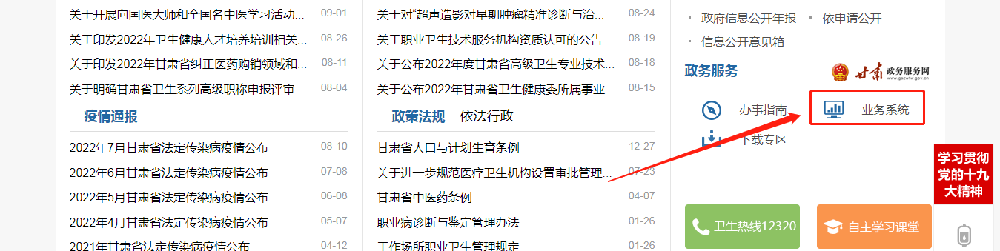 关于开展向国医大师和全国名中医学习活动... 09-01
关于印发2022年卫生健康人才培养培训相关... 08-26
关于印发2022年甘肃省纠正医药购销领域和... 08-11
关于明确甘肃省卫生系列高级职称申报评审... 08-04
疫情通报
2022年7月甘肃省法定传染病疫情公布 08-10
2022年6月甘肃省法定传染病疫情公布 07-08
2022年5月甘肃省法定传染病疫情公布 06-08
2022年4月甘肃省法定传染病疫情公布 05-07
2021年甘肃省法定传染病疫情公布 04-12
关于对“超声造影对早期肿瘤精准诊断与治... 08-24
关于职业卫生技术服务机构资质认可的公告 08-19
关于公布2022年度甘肃省高级卫生专业技术... 08-18
关于公布2022年甘肃省卫生健康委所属事业... 08-15
政策法规 依法行政
甘肃省人口与计划生育条例 12-27
关于进一步规范医疗卫生机构设置审批管理... 07-23
甘肃省中医药条例 04-07
职业病诊断与鉴定管理办法 01-26
工作场所职业卫生管理规定 01-26
· 政府信息公开年报 · 依申请公开
· 信息公开意见箱
政务服务 甘肃 政务服务网
www.gszwfw.gov.cn
办事指南 业务系统
下载专区
卫生热线12320 自主学习课堂
学习贯彻
党的十九
大精神